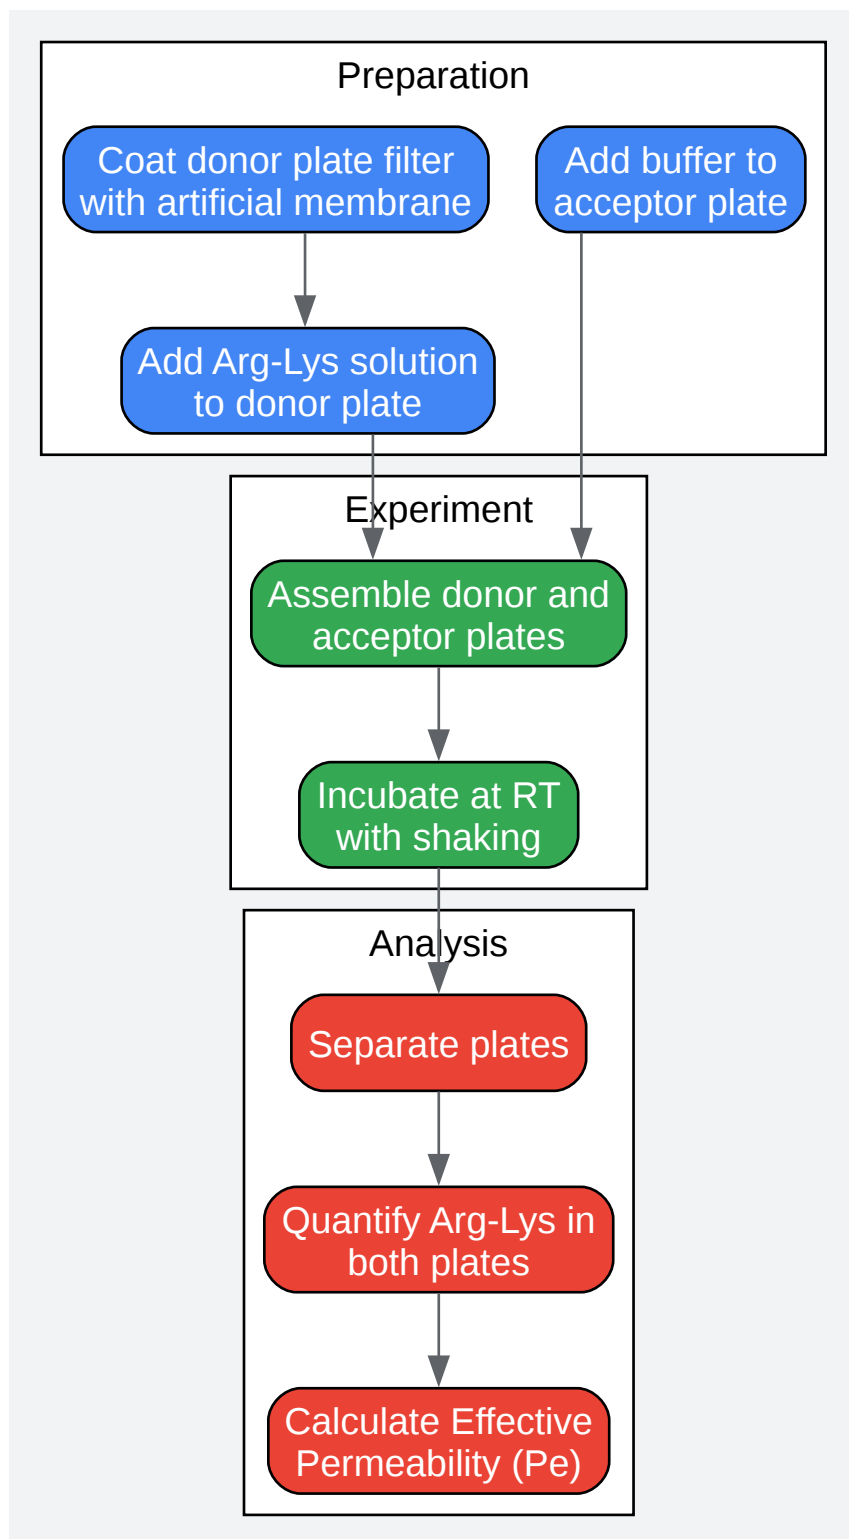 Preparation
Coat donor plate filter
with artificial membrane
Add buffer to
acceptor plate
Add Arg-Lys solution
to donor plate
Experiment
Assemble donor and
acceptor plates
Incubate at RT
with shaking
Analysis
Separate plates
Quantify Arg-Lys in
both plates
Calculate Effective
Permeability (Pe)